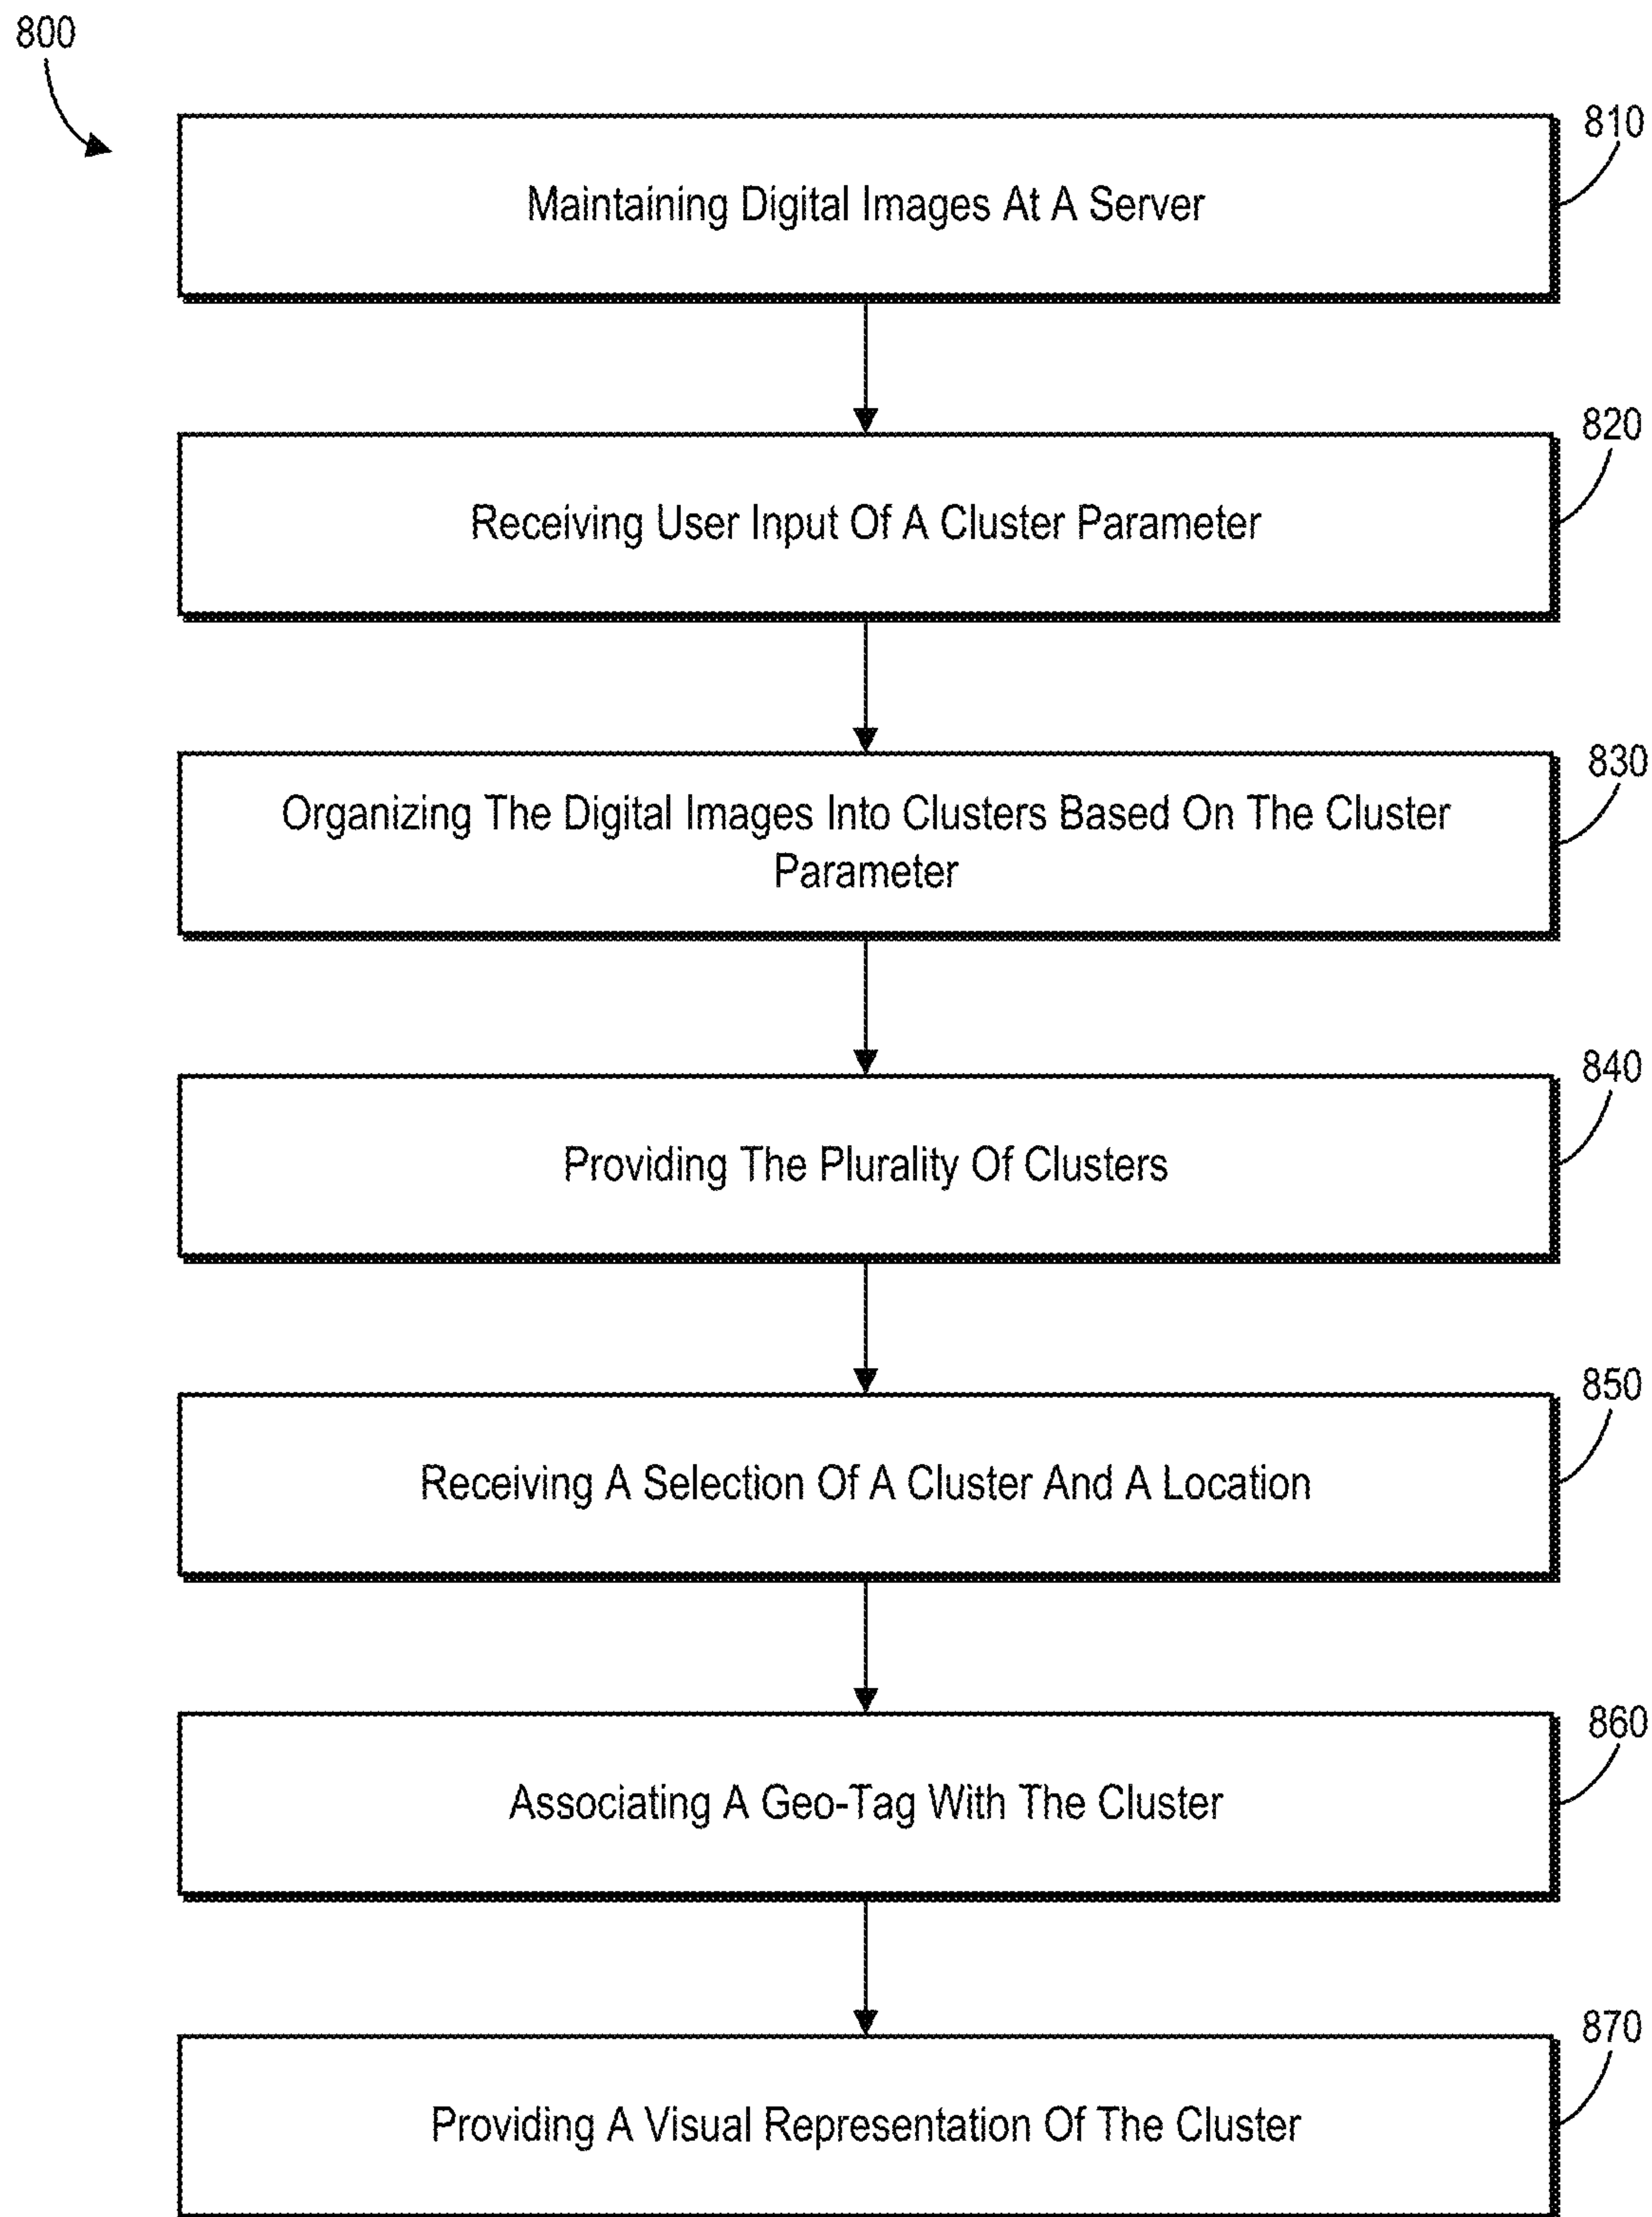 800
810
Maintaining Digital Images At A Server
820
Receiving User Input Of A Cluster Parameter
830
Organizing The Digital Images Into Clusters Based On The Cluster
Parameter
840
Providing The Plurality Of Clusters
850
Receiving A Selection Of A Cluster And A Location
860
Associating A Geo-Tag With The Cluster
870
Providing A Visual Representation Of The Cluster